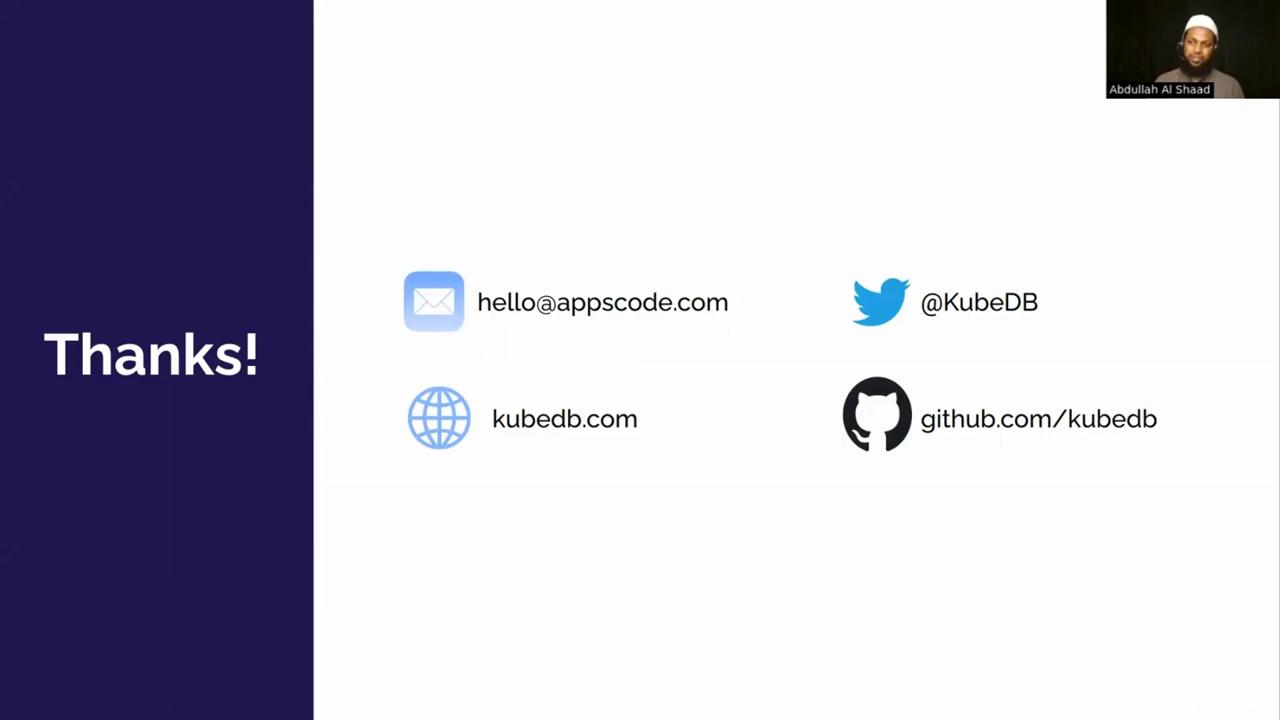 Abdullah Al Shaad
Thanks!
hello@appscode.com
@KubeDB
kubedb.com
github.com/kubedb